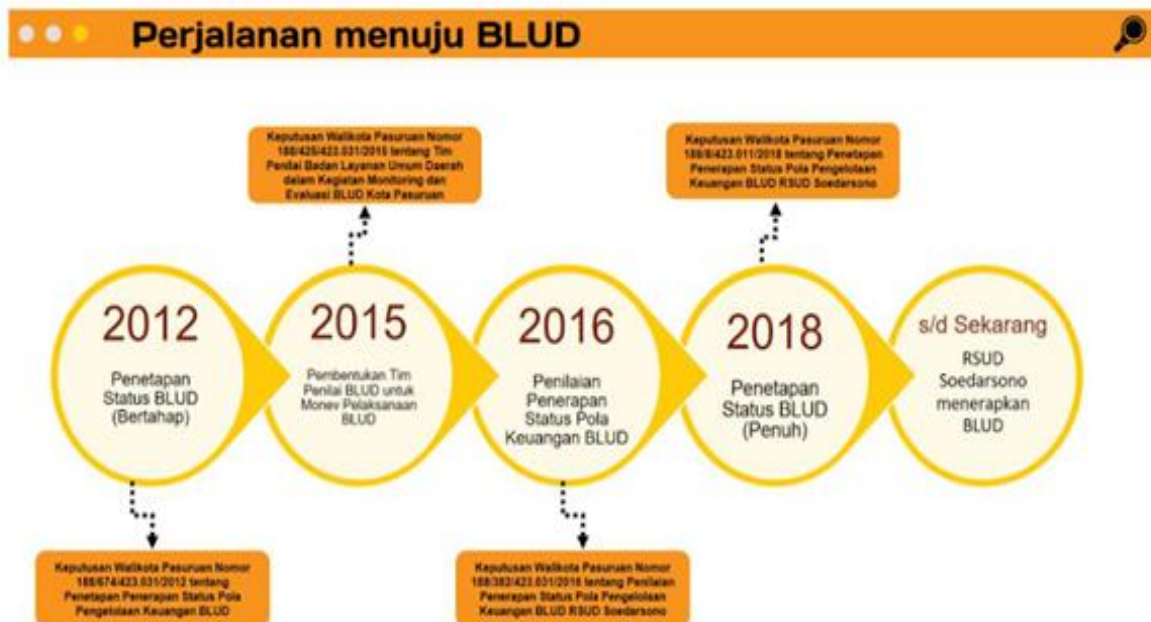 Perjalanan menuju BLUD
Keputusan Walikota Pasuruan Nomor
188/425/423.031/2015 tentang Tim
Penilai Badan Layanan Umum Daerah
dalam Kegiatan Monitoring dan
Evaluasi BLUD Kota Pasuruan
Keputusan Walikota Pasuruan Nomor
188/8/423.011/2018 tentang Penetapan
Penerapan Status Pola Pengelolaan
Keuangan BLUD RSUD Soedarsono
2012
Penetapan
Status BLUD
(Bertahap)
2015
Pembentukan Tim
Penilai BLUD untuk
Monev Pelaksanaan
BLUD
2016
Penilaian
Penerapan
Status Pola
Keuangan BLUD
2018
Penetapan
Status BLUD
(Penuh)
s/d Sekarang
RSUD
Soedarsono
menerapkan
BLUD
Keputusan Walikota Pasuruan Nomor
188/674/423.031/2012 tentang
Penetapan Penerapan Status Pola
Pengelolaan Keuangan BLUD
Keputusan Walikota Pasuruan Nomor
188/382/423.031/2016 tentang Penilaian
Penerapan Status Pola Pengelolaan
Keuangan BLUD RSUD Soedarsono